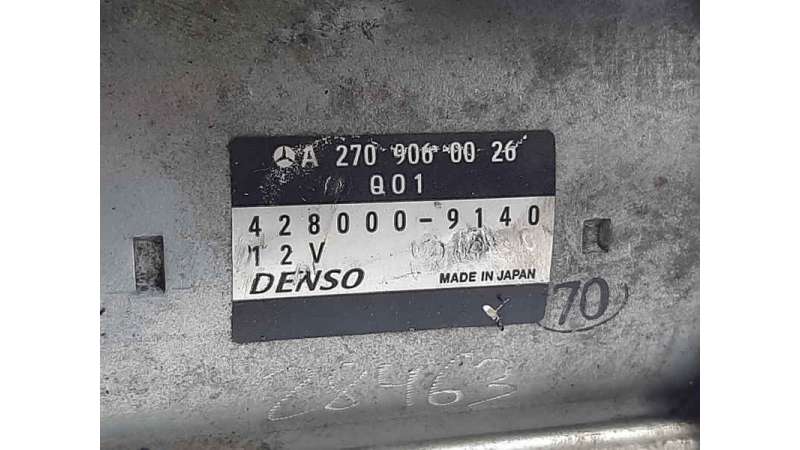 A 270 906 00 26
Q01
428000-9140
12V
DENSO
MADE IN JAPAN
70
28463